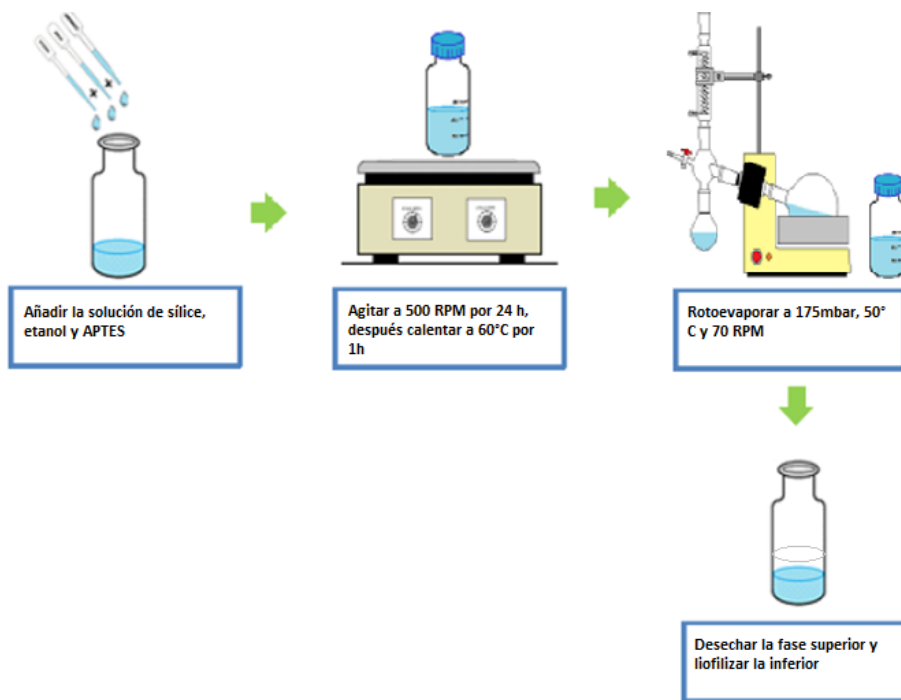 Añadir la solución de sílice,
etanol y APTES
Agitar a 500 RPM por 24 h,
después calentar a 60°C por
1h
Rotoevaporar a 175mbar, 50°
C y 70 RPM
Desechar la fase superior y
liofilizar la inferior